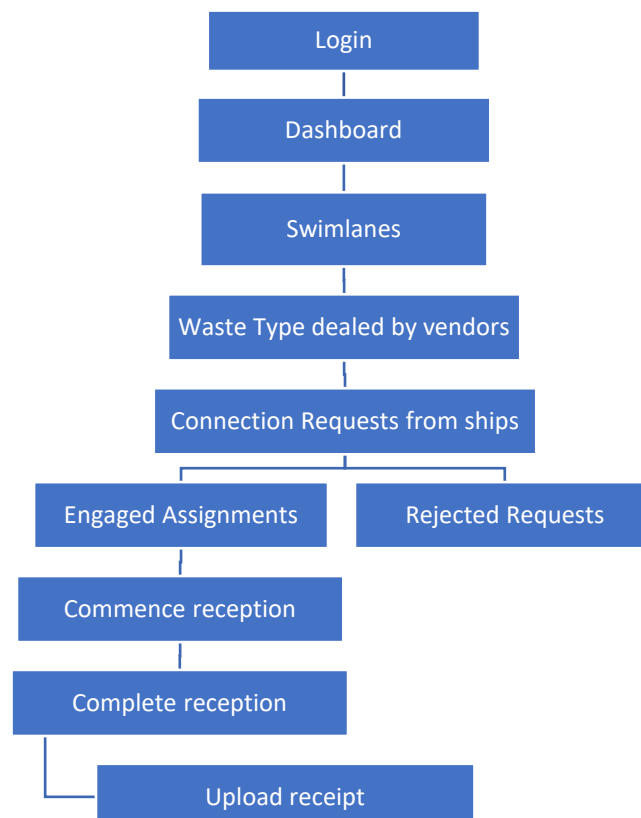 Login
Dashboard
Swimlanes
Waste Type dealed by vendors
Connection Requests from ships
Engaged Assignments
Rejected Requests
Commence reception
Complete reception
Upload receipt